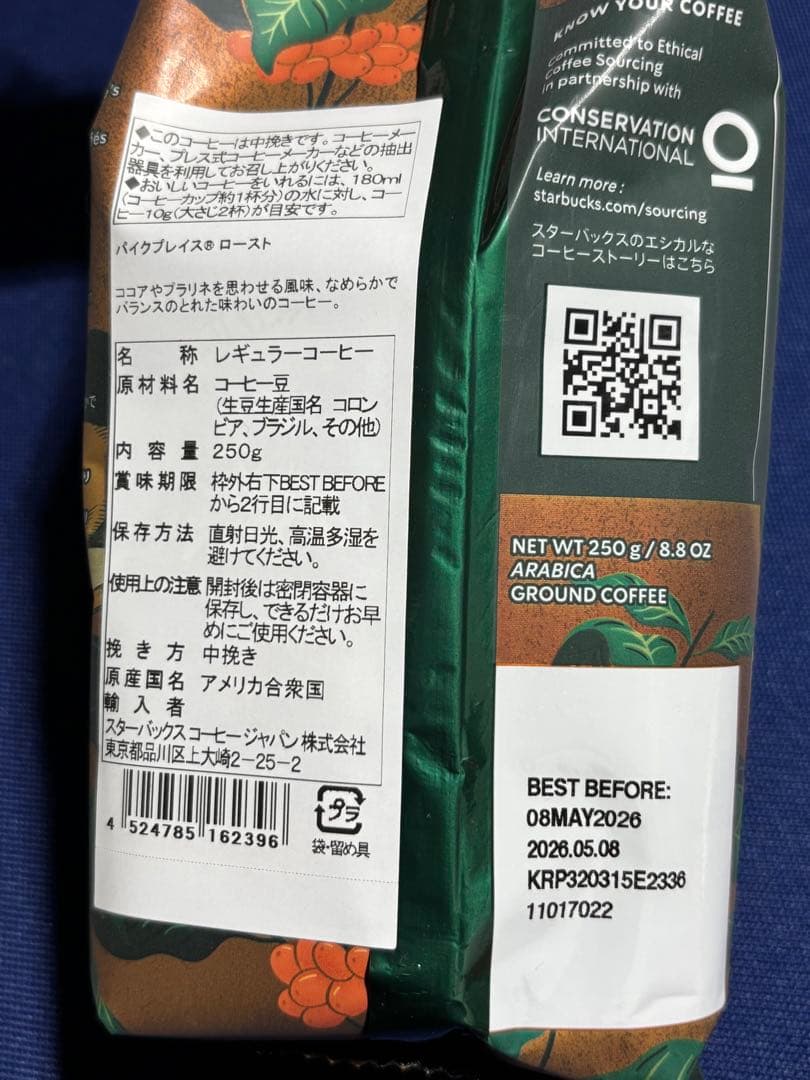 's
és
◆このコーヒーは中挽きです。コーヒーメー
カー、プレス式コーヒーメーカーなどの抽出
器具を利用してお召し上がりください。
◆おいしいコーヒーをいれるには、180ml
(コーヒーカップ約1杯分)の水に対し、コー
ヒー10g(大さじ2杯)が目安です。
パイクプレイス® ロースト
ココアやプラリネを思わせる風味、なめらかで
バランスのとれた味わいのコーヒー。
名称 レギュラーコーヒー
原材料名 コーヒー豆
(生豆生産国名 コロン
ビア、ブラジル、その他)
内容量 250g
賞味期限 枠外右下BEST BEFORE
から2行目に記載
保存方法 直射日光、高温多湿を
避けてください。
使用上の注意 開封後は密閉容器に
保存し、できるだけお早
めにご使用ください。
挽き方 中挽き
原産国名 アメリカ合衆国
輸入者
スターバックス コーヒー ジャパン 株式会社
東京都品川区上大崎2-25-2
4 524785 162396
プラ
袋・留め具
KNOW YOUR COFFEE
Committed to Ethical
Coffee Sourcing
in partnership with
CONSERVATION
INTERNATIONAL
Learn more :
starbucks.com/sourcing
スターバックスのエシカルな
コーヒーストーリーはこちら
NET WT 250 g / 8.8 OZ
ARABICA
GROUND COFFEE
BEST BEFORE:
08MAY2026
2026.05.08
KRP320315E2336
11017022